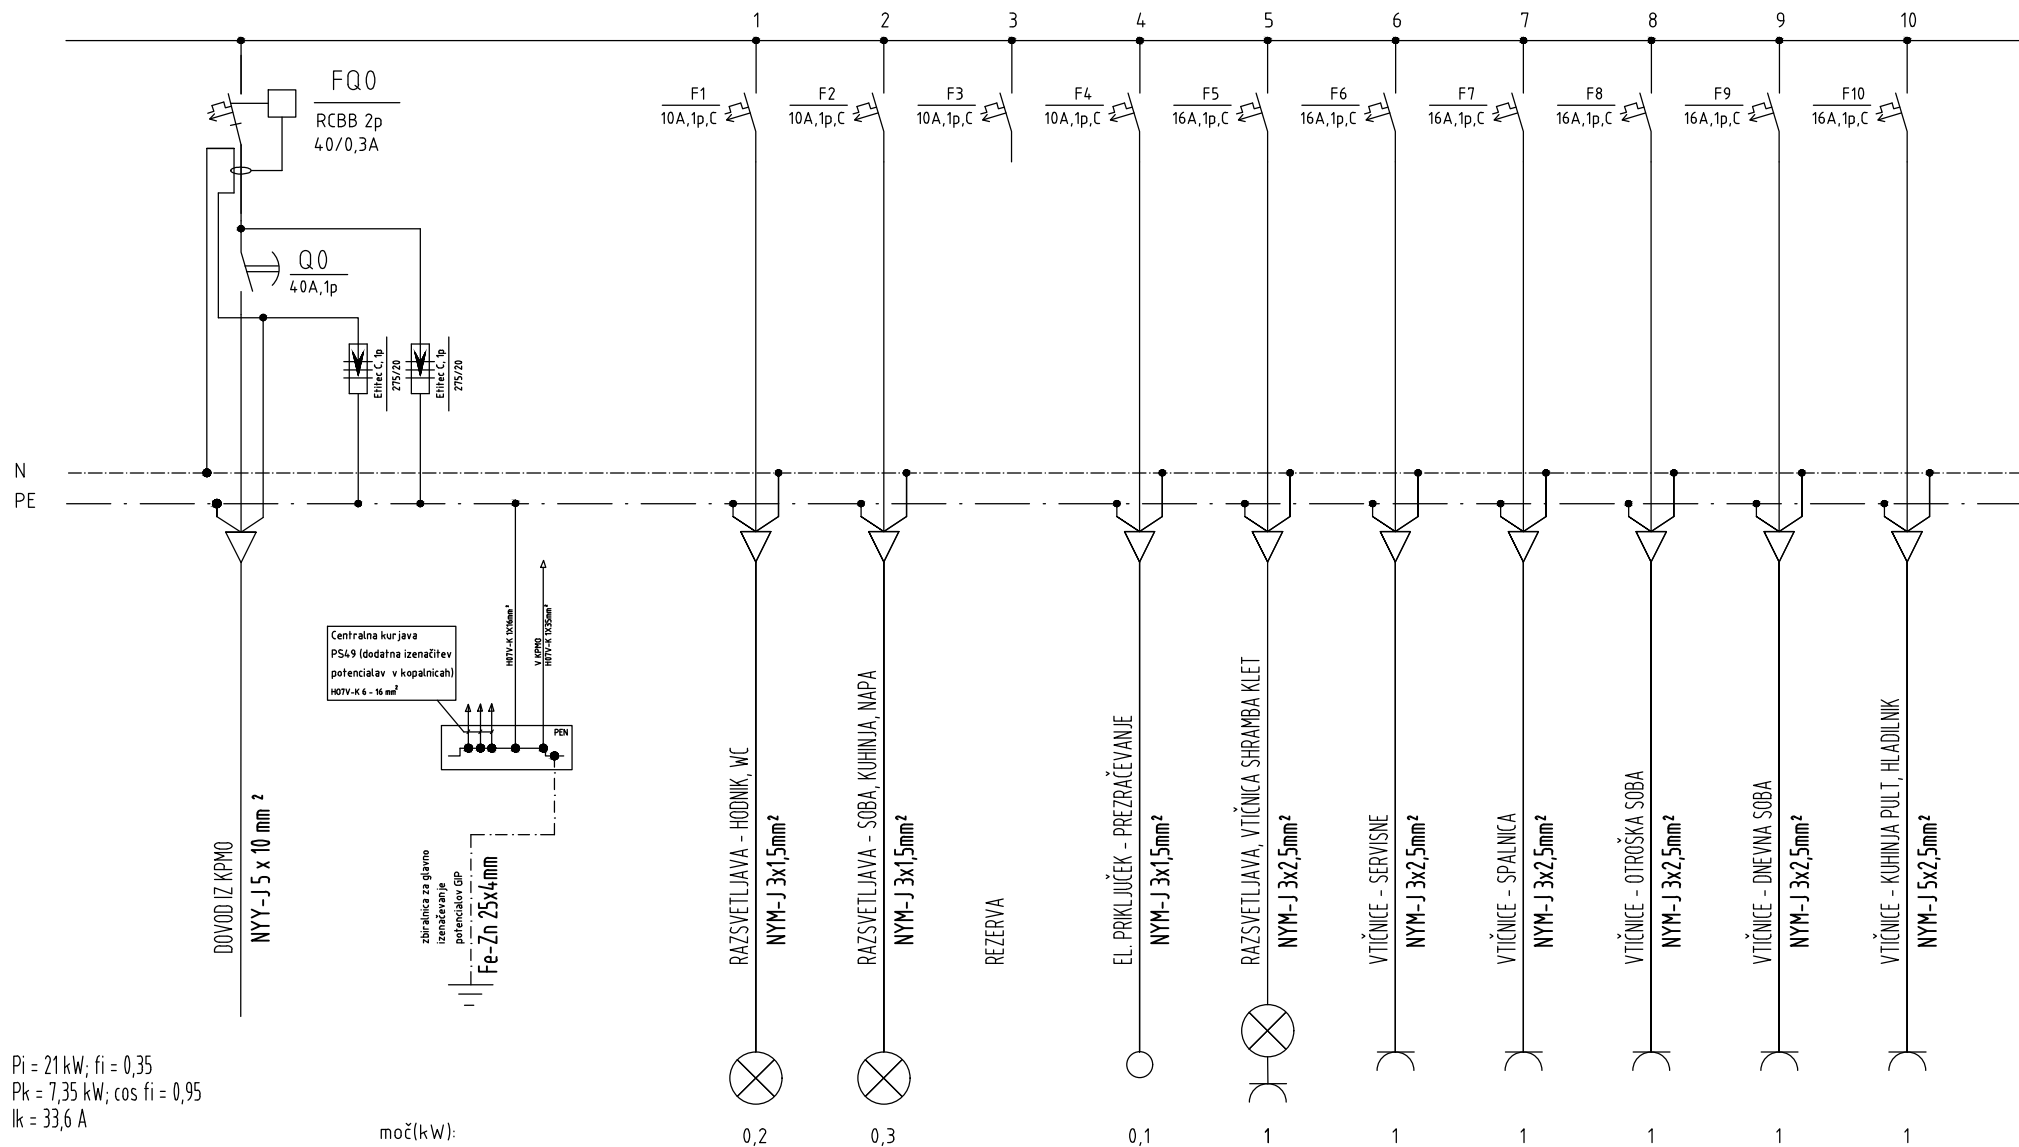 1 2 3 4 5 6 7 8 9 10
FQ0
RCBB 2p
40/0,3A
F1
10A,1p,C
F2
10A,1p,C
F3
10A,1p,C
F4
10A,1p,C
F5
16A,1p,C
F6
16A,1p,C
F7
16A,1p,C
F8
16A,1p,C
F9
16A,1p,C
F10
16A,1p,C
Q0
40A,1p
Etitec C, 1p
275/20
Etitec C, 1p
275/20
N
PE
Centralna kurjava
PS49 (dodatna izenačitev
potencialav v kopalnicah)
H07V-K 6 - 16 mm²
H07V-K 1X16mm²
V KPMO
H07V-K 1X35mm²
PEN
DOVOD IZ KPMO
NYY-J 5 x 10 mm²
zbiralnica za glavno
izenačevanje
potencialov GIP
Fe-Zn 25x4mm
RAZSVETLJAVA - HODNIK, WC
NYM-J 3x1,5mm²
RAZSVETLJAVA - SOBA, KUHINJA, NAPA
NYM-J 3x1,5mm²
REZERVA
EL. PRIKLJUČEK - PREZRAČEVANJE
NYM-J 3x1,5mm²
RAZSVETLJAVA, VTIČNICA SHRAMBA KLET
NYM-J 3x2,5mm²
VTIČNICE - SERVISNE
NYM-J 3x2,5mm²
VTIČNICE - SPALNICA
NYM-J 3x2,5mm²
VTIČNICE - OTROŠKA SOBA
NYM-J 3x2,5mm²
VTIČNICE - DNEVNA SOBA
NYM-J 3x2,5mm²
VTIČNICE - KUHINJA PULT, HLADILNIK
NYM-J 5x2,5mm²
Pi = 21 kW; fi = 0,35
Pk = 7,35 kW; cos fi = 0,95
Ik = 33,6 A
moč(kW): 0,2 0,3 0,1 1 1 1 1 1 1